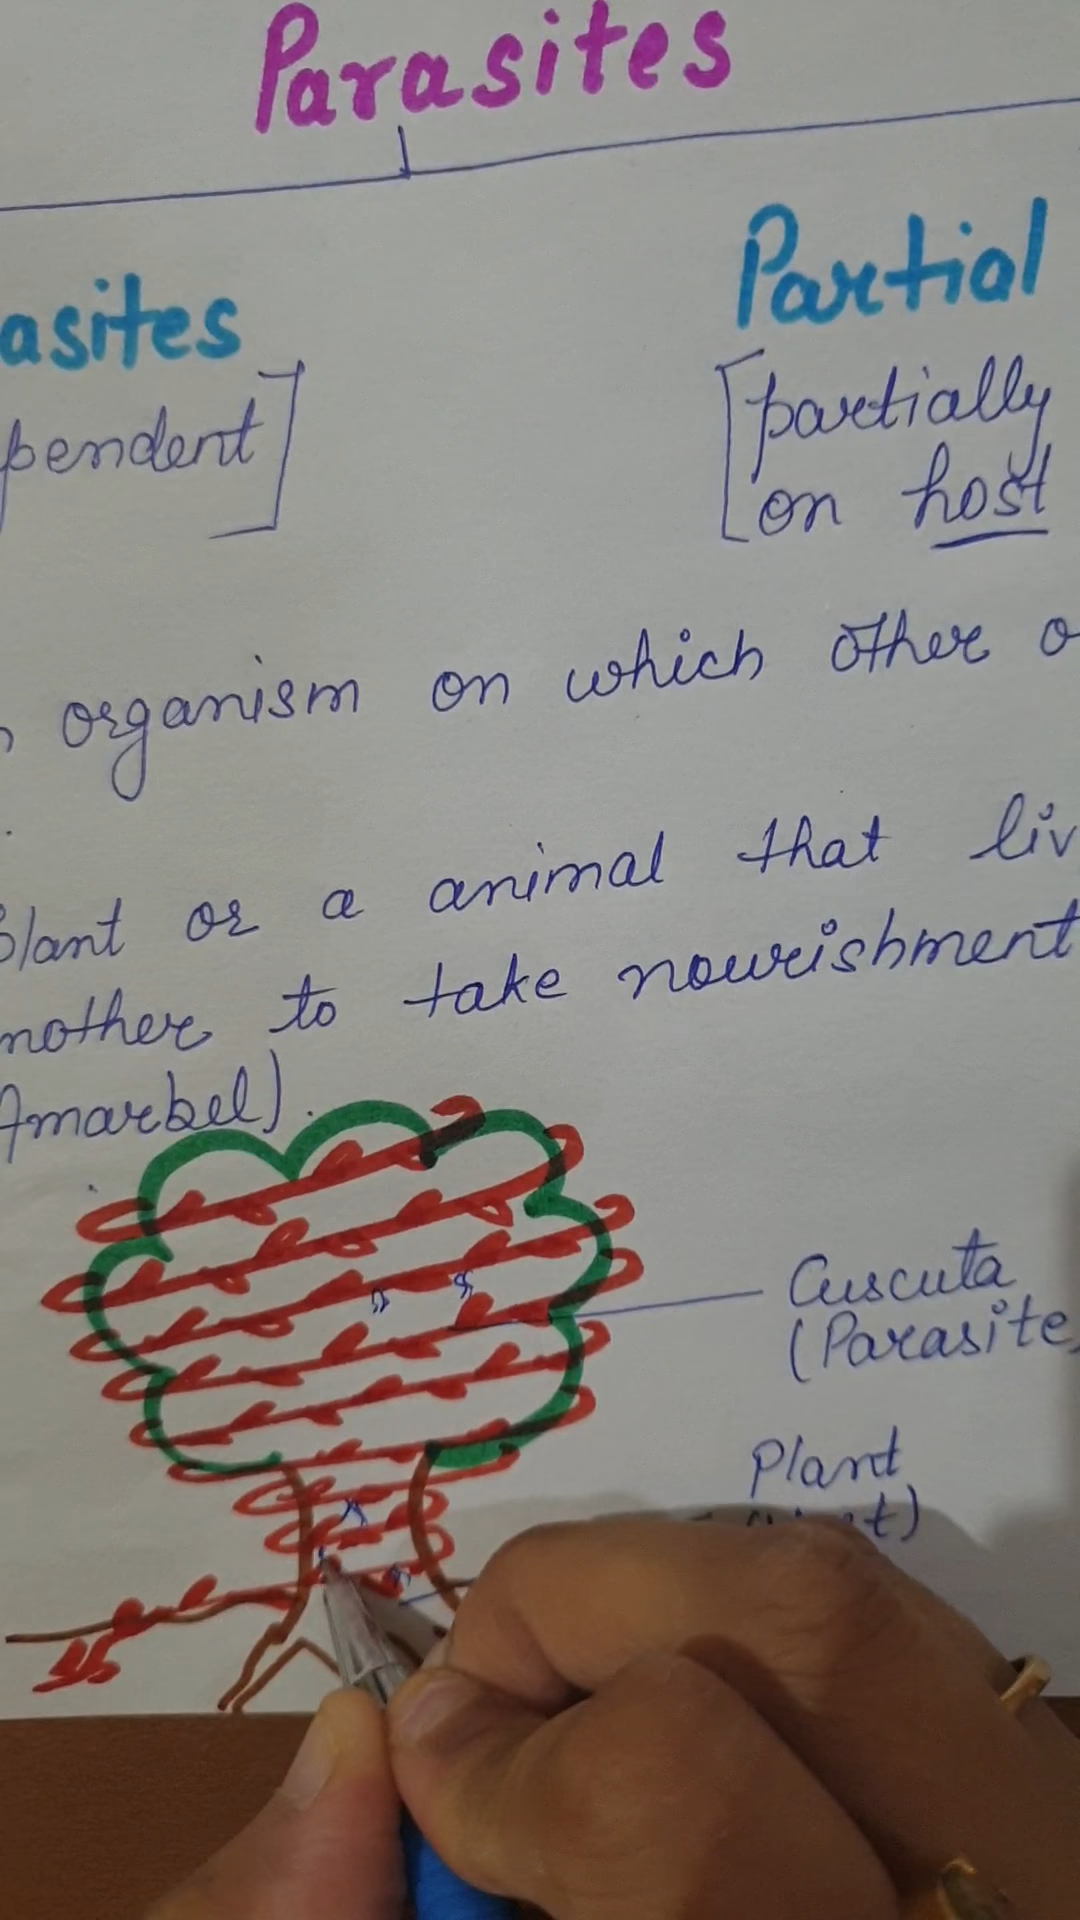 Parasites
asites
Partial
pendent]
[partially
on host
organism on which other o
plant or a animal that liv
nother to take nourishment
Amarbel).
Cuscuta
(Parasite
Plant